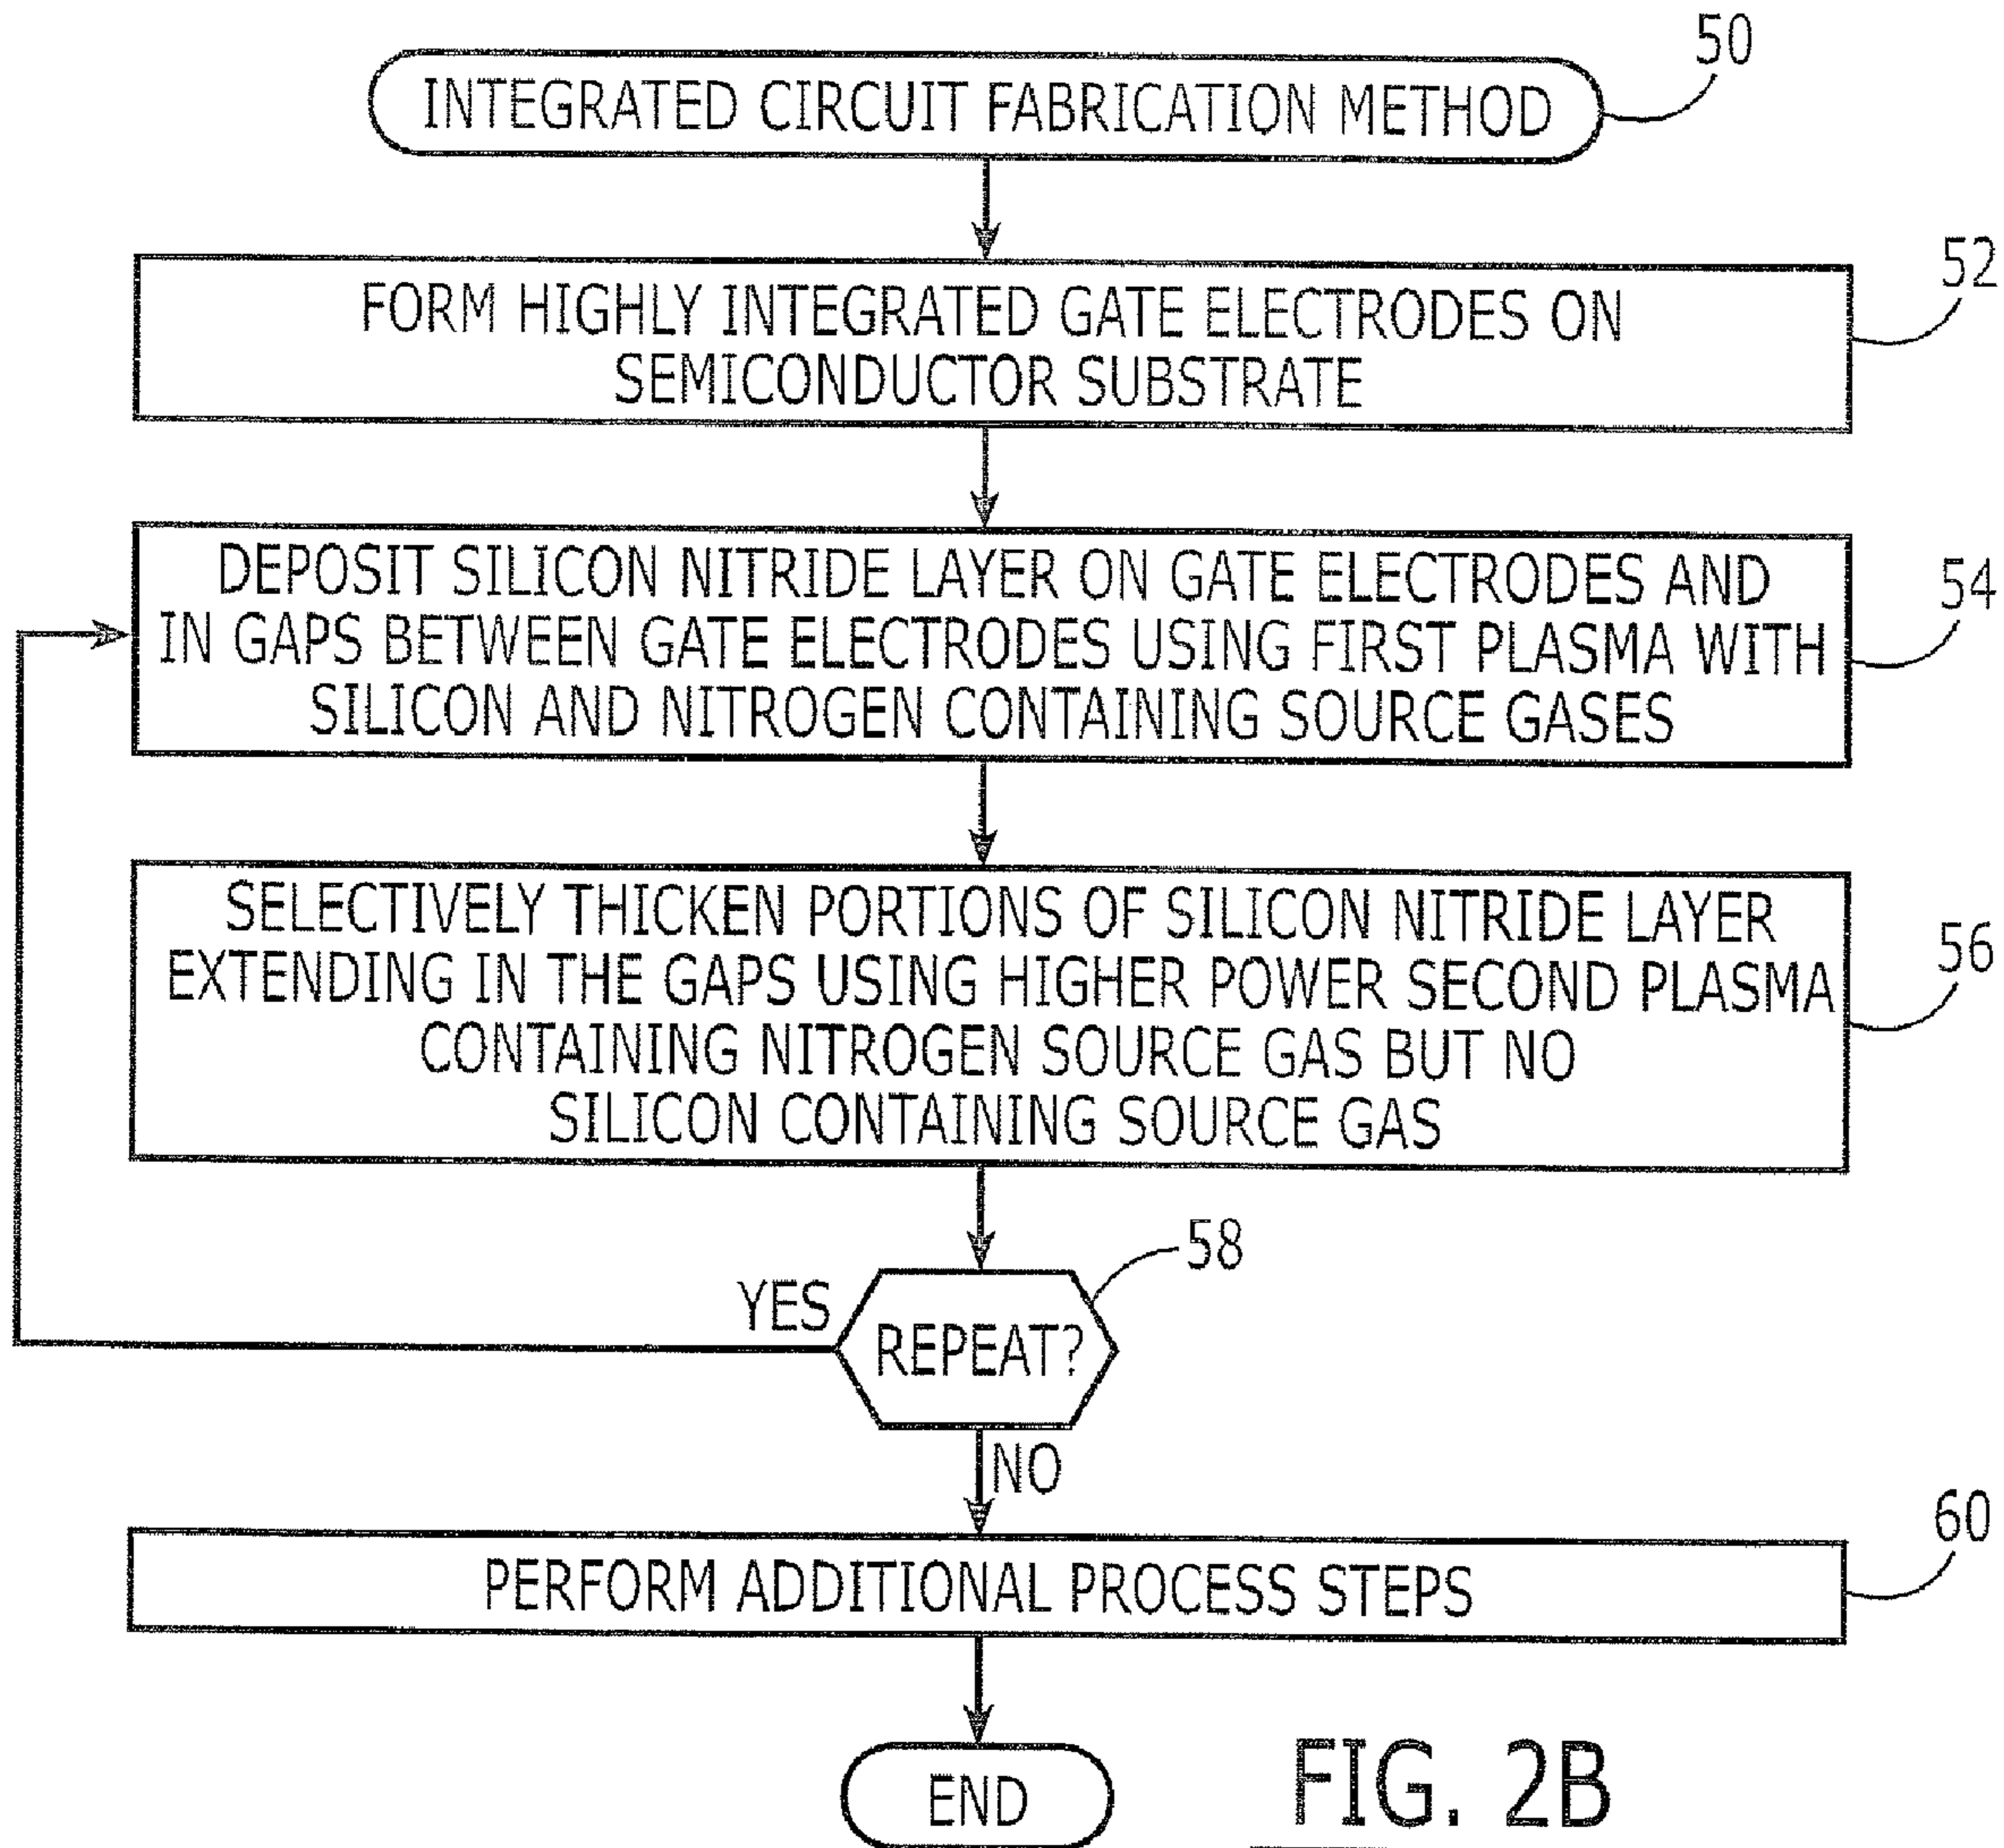 50
INTEGRATED CIRCUIT FABRICATION METHOD
52
FORM HIGHLY INTEGRATED GATE ELECTRODES ON
SEMICONDUCTOR SUBSTRATE
54
DEPOSIT SILICON NITRIDE LAYER ON GATE ELECTRODES AND
IN GAPS BETWEEN GATE ELECTRODES USING FIRST PLASMA WITH
SILICON AND NITROGEN CONTAINING SOURCE GASES
56
SELECTIVELY THICKEN PORTIONS OF SILICON NITRIDE LAYER
EXTENDING IN THE GAPS USING HIGHER POWER SECOND PLASMA
CONTAINING NITROGEN SOURCE GAS BUT NO
SILICON CONTAINING SOURCE GAS
58
YES
REPEAT?
NO
60
PERFORM ADDITIONAL PROCESS STEPS
END
FIG. 2B